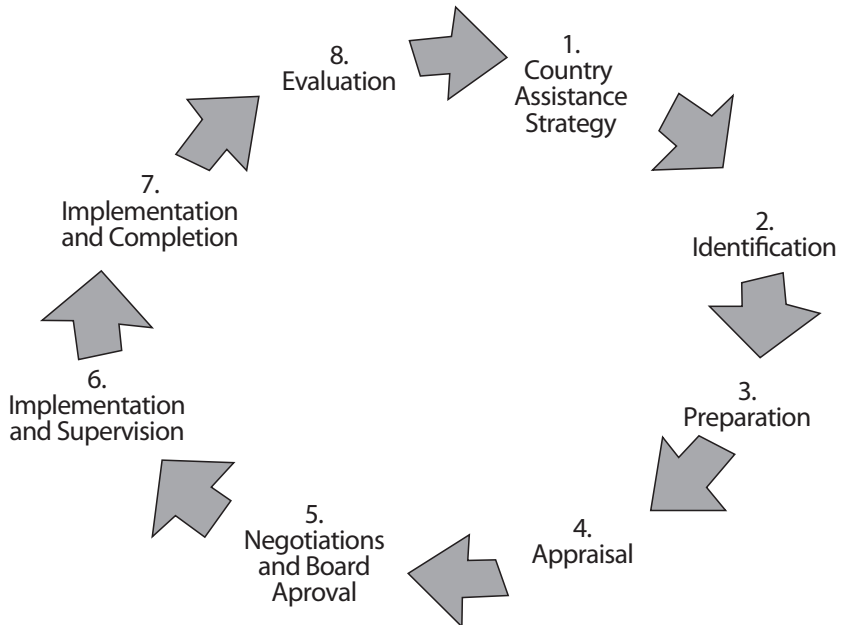 1.
Country
Assistance
Strategy
2.
Identification
3.
Preparation
4.
Appraisal
5.
Negotiations
and Board
Aproval
6.
Implementation
and Supervision
7.
Implementation
and Completion
8.
Evaluation